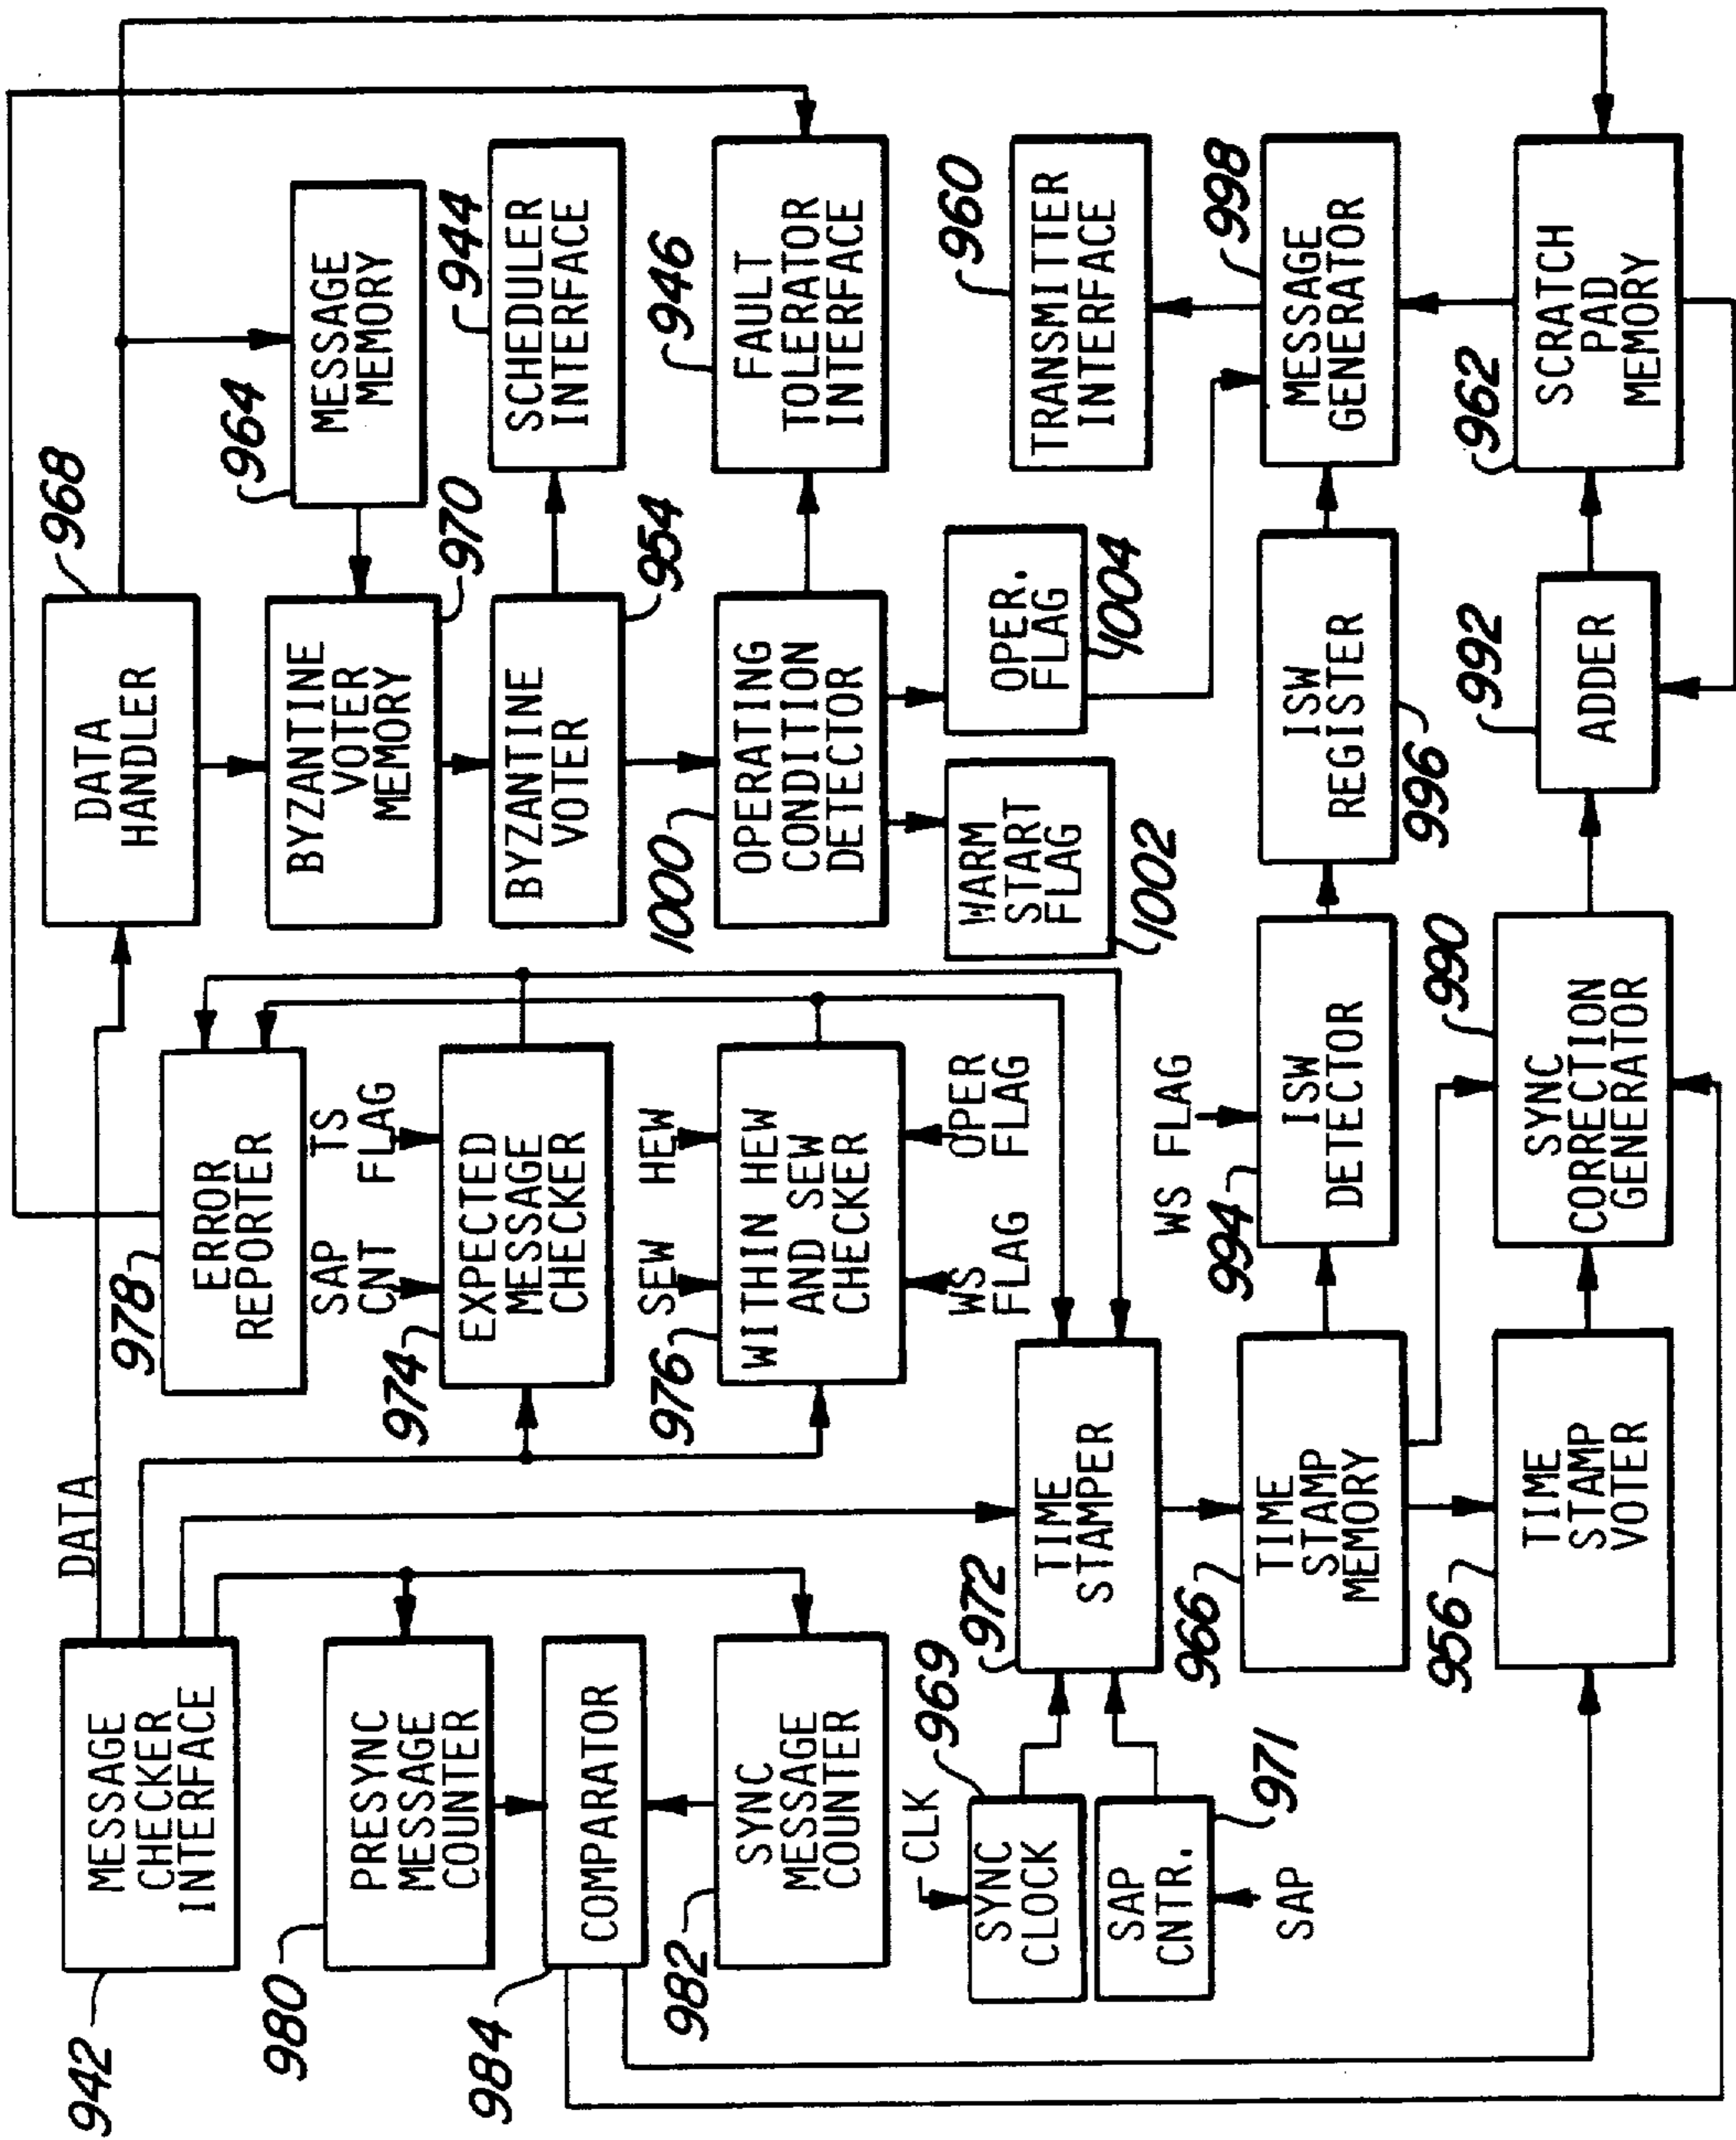 942
MESSAGE
CHECKER
INTERFACE
DATA
978
ERROR
REPORTER
968
DATA
HANDLER
964
MESSAGE
MEMORY
980
PRESYNC
MESSAGE
COUNTER
SAP
CNT
TS
FLAG
974
EXPECTED
MESSAGE
CHECKER
BYZANTINE
VOTER
MEMORY
970
944
SCHEDULER
INTERFACE
984
COMPARATOR
BYZANTINE
VOTER
954
982
SYNC
MESSAGE
COUNTER
SEW
HEW
976
WITHIN HEW
AND SEW
CHECKER
WS
FLAG
OPER
FLAG
1000
OPERATING
CONDITION
DETECTOR
946
FAULT
TOLERATOR
INTERFACE
WARM
START
FLAG
1002
OPER.
FLAG
1004
CLK
969
SYNC
CLOCK
SAP
CNTR.
971
SAP
972
TIME
STAMPER
960
TRANSMITTER
INTERFACE
966
TIME
STAMP
MEMORY
WS FLAG
994
ISW
DETECTOR
ISW
REGISTER
996
998
MESSAGE
GENERATOR
956
TIME
STAMP
VOTER
990
SYNC
CORRECTION
GENERATOR
992
ADDER
962
SCRATCH
PAD
MEMORY